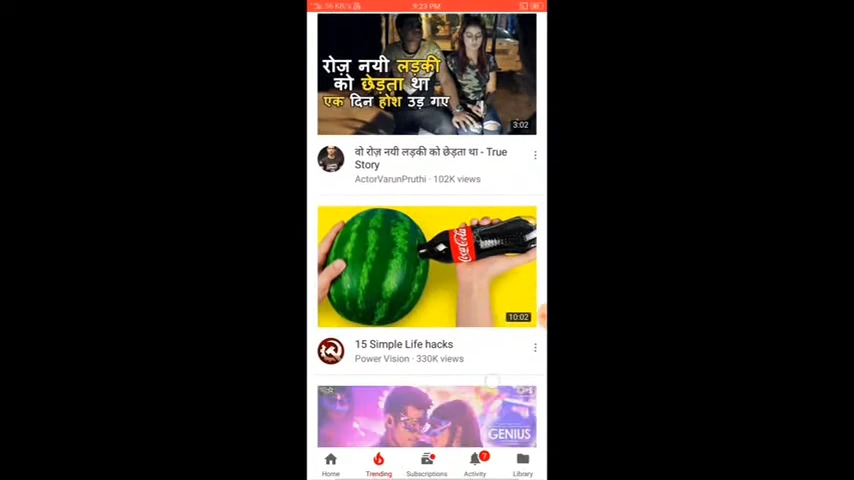 9:23 PM
रोज़ नयी लड़की
को छेड़ता था
एक दिन होश उड़ गए
3:02
वो रोज़ नयी लड़की को छेड़ता था - True
Story
ActorVarunPruthi · 102K views
Coca-Cola
10:02
15 Simple Life hacks
Power Vision · 330K views
GENIUS
7
Home
Trending
Subscriptions
Activity
Library